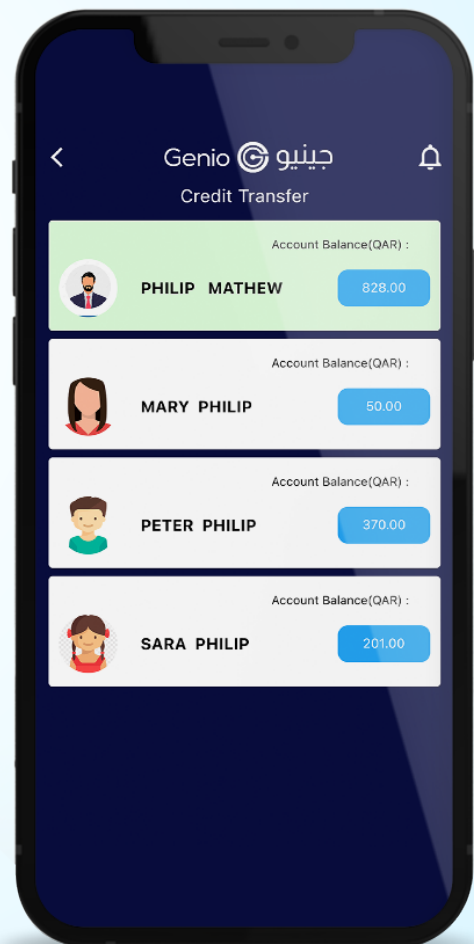 Genio G جينيو
Credit Transfer
Account Balance(QAR) :
PHILIP MATHEW
828.00
Account Balance(QAR) :
MARY PHILIP
50.00
Account Balance(QAR) :
PETER PHILIP
370.00
Account Balance(QAR) :
SARA PHILIP
201.00